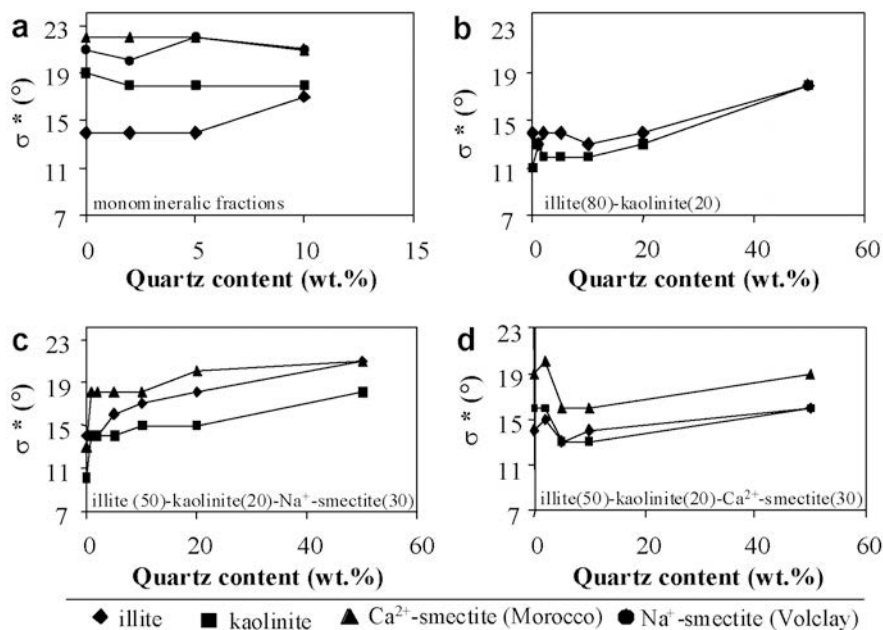 a
23
19
15
11
7
σ * (°)
monomineralic fractions
0 5 10 15
Quartz content (wt.%)
b
23
19
15
11
7
σ * (°)
illite(80)-kaolinite(20)
0 20 40 60
Quartz content (wt.%)
c
23
19
15
11
7
σ * (°)
illite (50)-kaolinite(20)-Na⁺-smectite(30)
0 20 40 60
Quartz content (wt.%)
d
23
19
15
11
7
σ * (°)
illite(50)-kaolinite(20)-Ca²⁺-smectite(30)
0 20 40 60
Quartz content (wt.%)
illite kaolinite Ca²⁺-smectite (Morocco) Na⁺-smectite (Volclay)